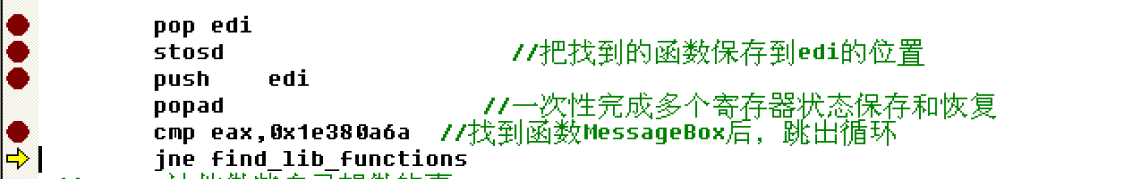 pop edi
stosd //把找到的函数保存到edi的位置
push edi
popad //一次性完成多个寄存器状态保存和恢复
cmp eax,0x1e380a6a //找到函数MessageBox后，跳出循环
jne find_lib_functions